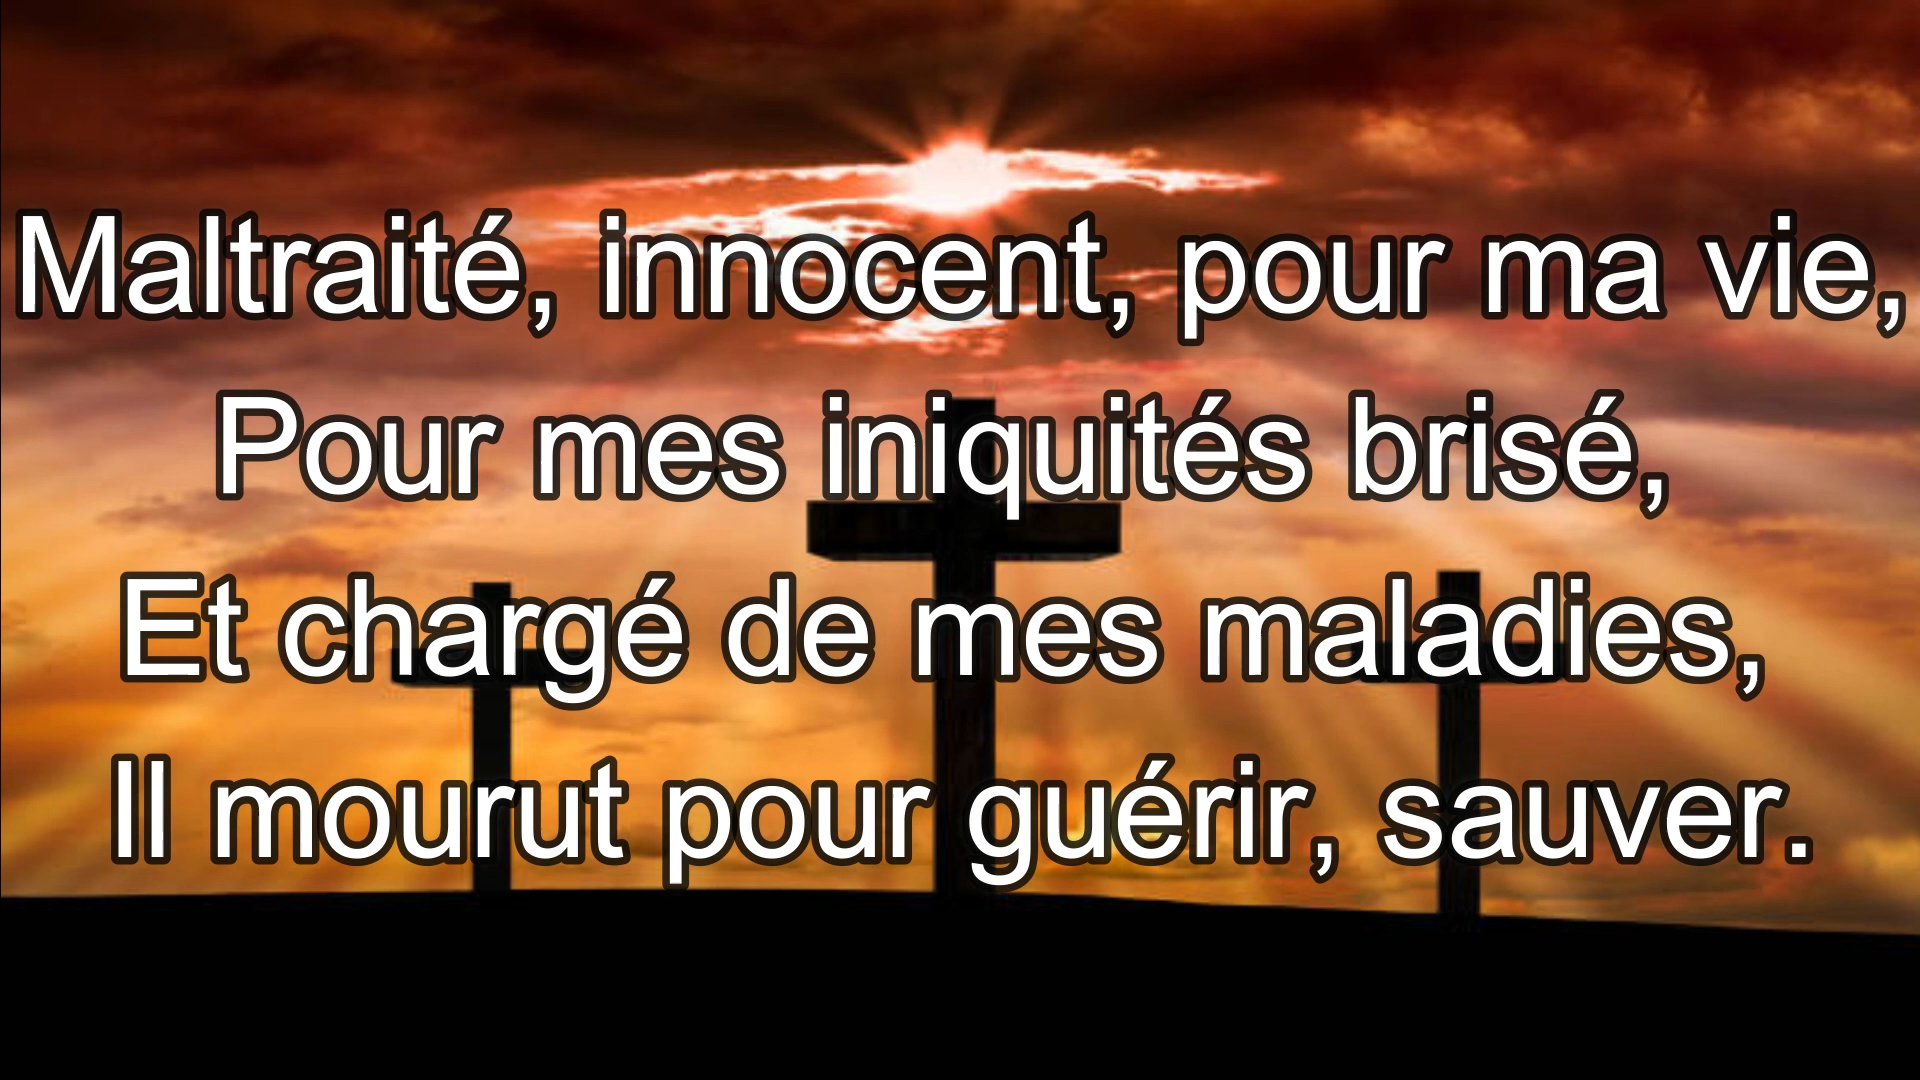 Maltraité, innocent, pour ma vie,
Pour mes iniquités brisé,
Et chargé de mes maladies,
Il mourut pour guérir, sauver.